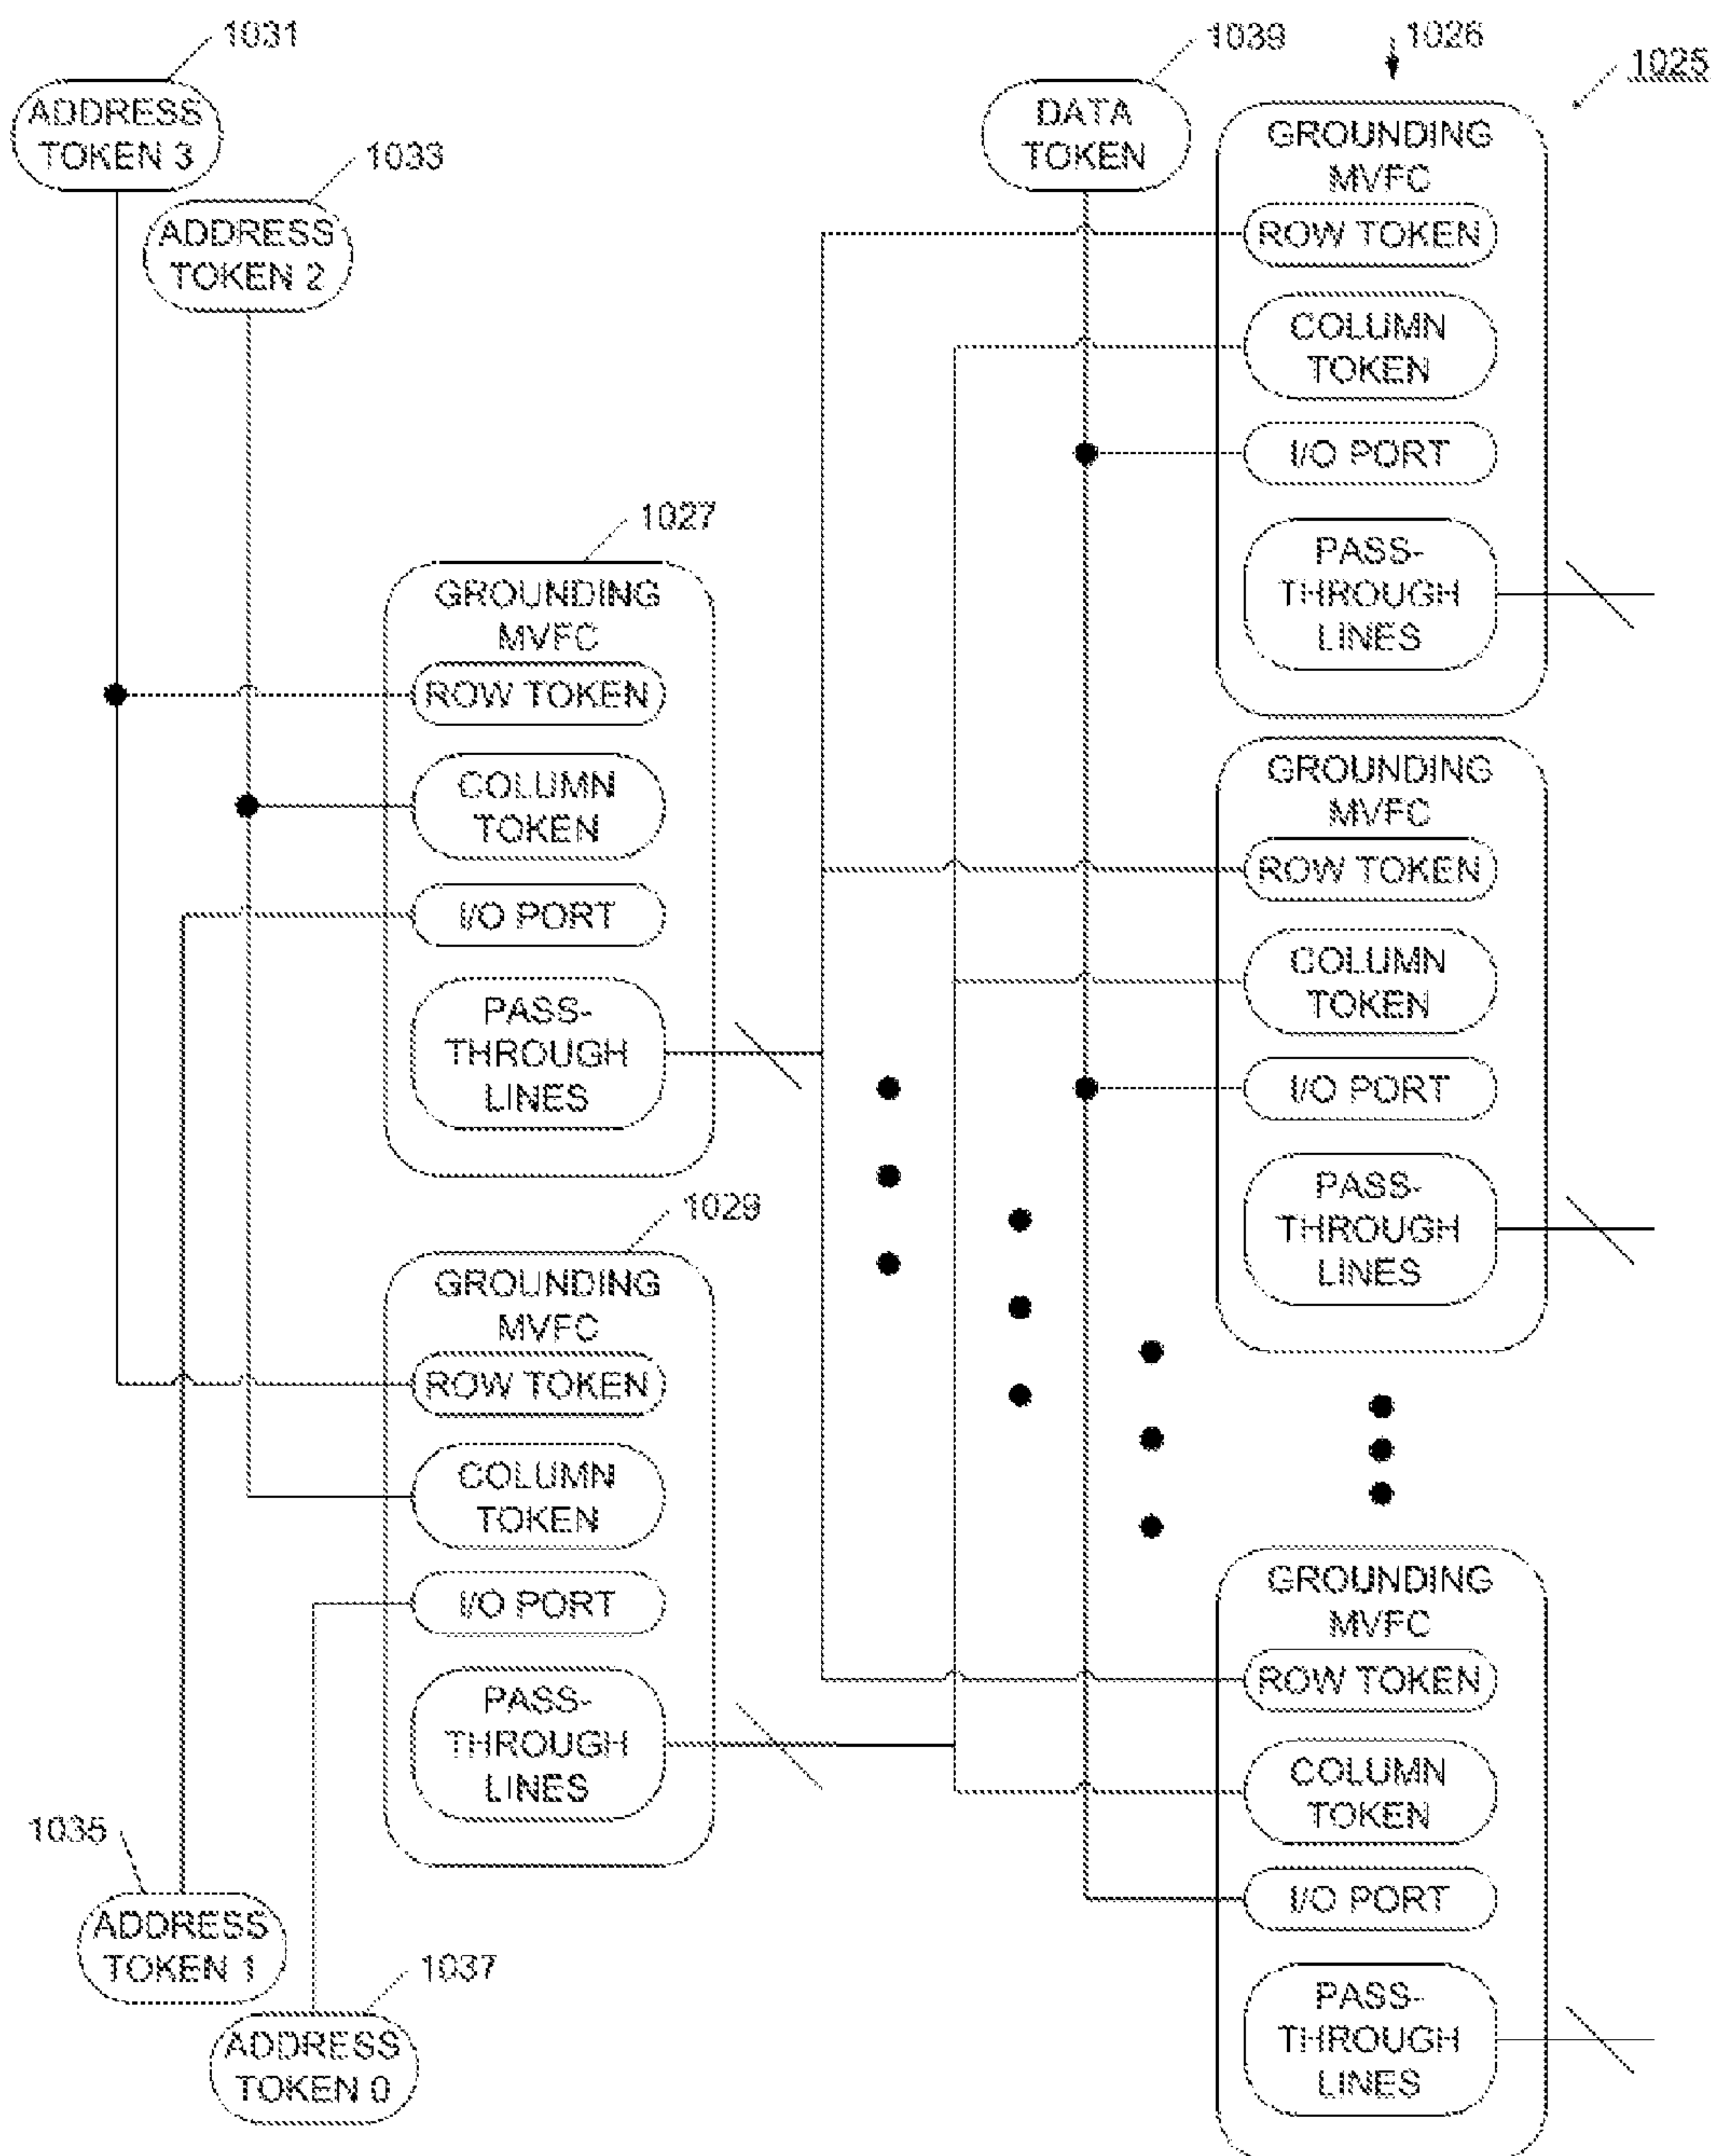 1031
ADDRESS
TOKEN 3
1033
ADDRESS
TOKEN 2
1039
DATA
TOKEN
1026
1025
GROUNDING
MVFC
ROW TOKEN
COLUMN
TOKEN
I/O PORT
PASS-
THROUGH
LINES
1027
GROUNDING
MVFC
ROW TOKEN
COLUMN
TOKEN
I/O PORT
PASS-
THROUGH
LINES
GROUNDING
MVFC
ROW TOKEN
COLUMN
TOKEN
I/O PORT
PASS-
THROUGH
LINES
1029
GROUNDING
MVFC
ROW TOKEN
COLUMN
TOKEN
I/O PORT
PASS-
THROUGH
LINES
GROUNDING
MVFC
ROW TOKEN
COLUMN
TOKEN
I/O PORT
PASS-
THROUGH
LINES
1035
ADDRESS
TOKEN 1
1037
ADDRESS
TOKEN 0